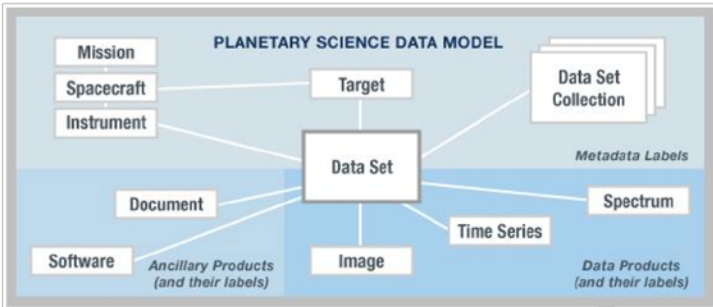 PLANETARY SCIENCE DATA MODEL
Mission
Spacecraft
Instrument
Target
Data Set
Collection
Metadata Labels
Data Set
Document
Software
Ancillary Products
(and their labels)
Image
Time Series
Spectrum
Data Products
(and their labels)